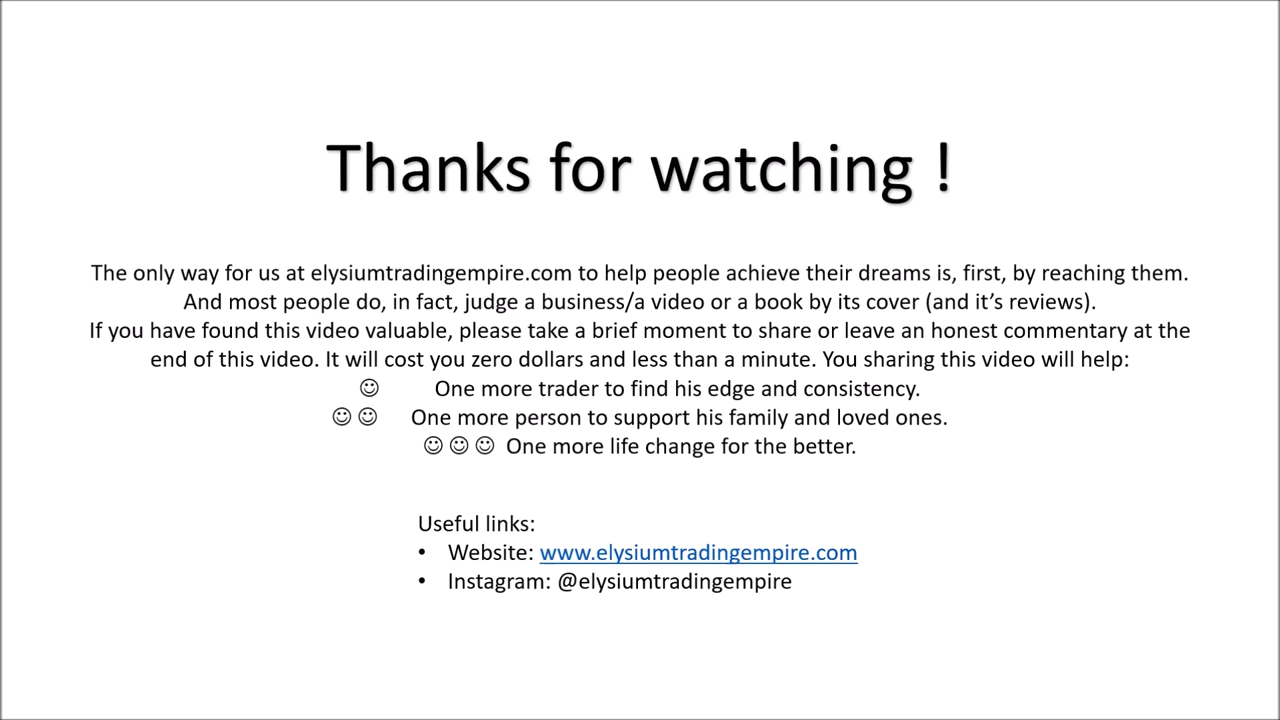 Thanks for watching !
The only way for us at elysiumtradingempire.com to help people achieve their dreams is, first, by reaching them.
And most people do, in fact, judge a business/a video or a book by its cover (and it’s reviews).
If you have found this video valuable, please take a brief moment to share or leave an honest commentary at the
end of this video. It will cost you zero dollars and less than a minute. You sharing this video will help:
☺ One more trader to find his edge and consistency.
☺ ☺ One more person to support his family and loved ones.
☺ ☺ ☺ One more life change for the better.
Useful links:
• Website: www.elysiumtradingempire.com
• Instagram: @elysiumtradingempire